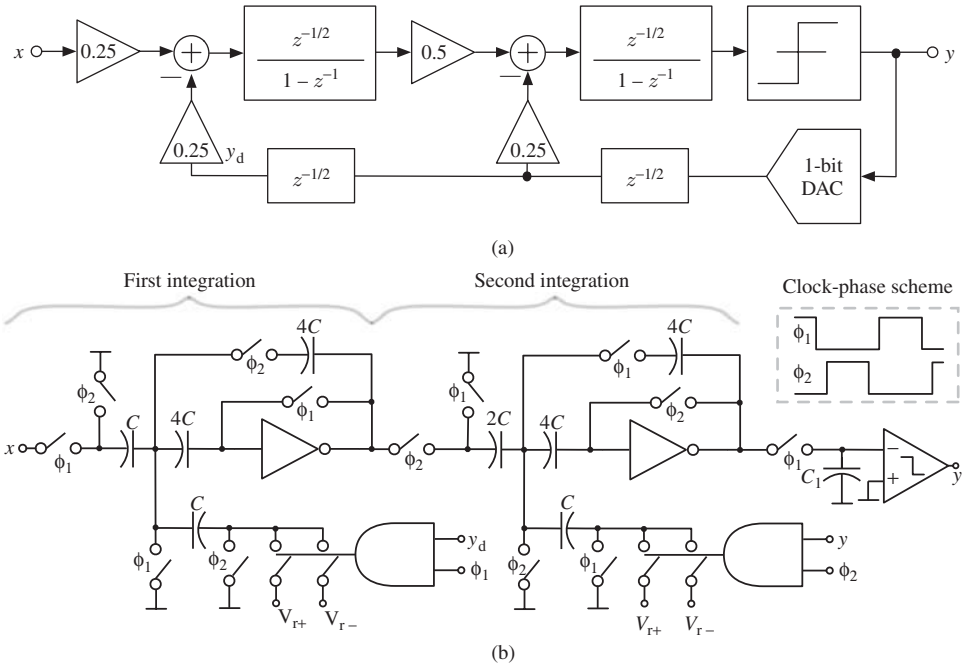 x
0.25
z⁻¹/²
1 – z⁻¹
0.5
z⁻¹/²
1 – z⁻¹
y
0.25
y_d
z⁻¹/²
0.25
z⁻¹/²
1-bit
DAC
(a)
First integration
Second integration
Clock-phase scheme
ϕ₁
ϕ₂
4C
ϕ₂
ϕ₂
C
4C
ϕ₁
x
ϕ₁
4C
ϕ₁
ϕ₁
2C
4C
ϕ₂
ϕ₂
ϕ₁
C₁
–
+
y
C
ϕ₁
ϕ₂
y_d
ϕ₁
V_r+
V_r –
C
ϕ₂
ϕ₁
y
ϕ₂
V_r+
V_r –
(b)